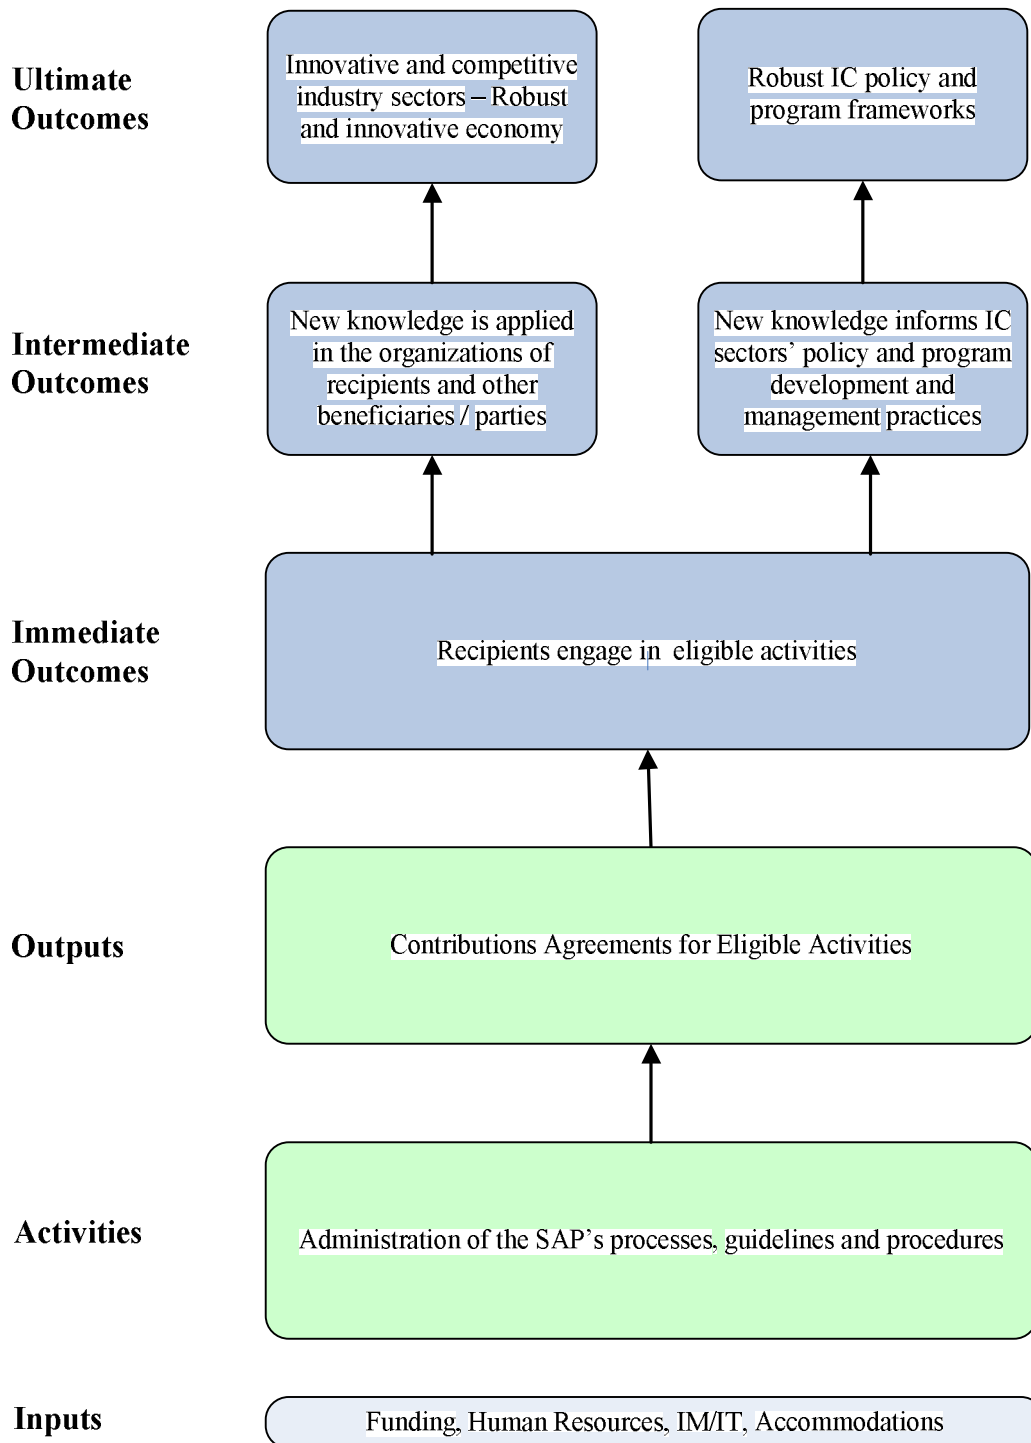 Ultimate
Outcomes
Innovative and competitive
industry sectors – Robust
and innovative economy
Robust IC policy and
program frameworks
Intermediate
Outcomes
New knowledge is applied
in the organizations of
recipients and other
beneficiaries / parties
New knowledge informs IC
sectors’ policy and program
development and
management practices
Immediate
Outcomes
Recipients engage in eligible activities
Outputs
Contributions Agreements for Eligible Activities
Activities
Administration of the SAP’s processes, guidelines and procedures
Inputs
Funding, Human Resources, IM/IT, Accommodations